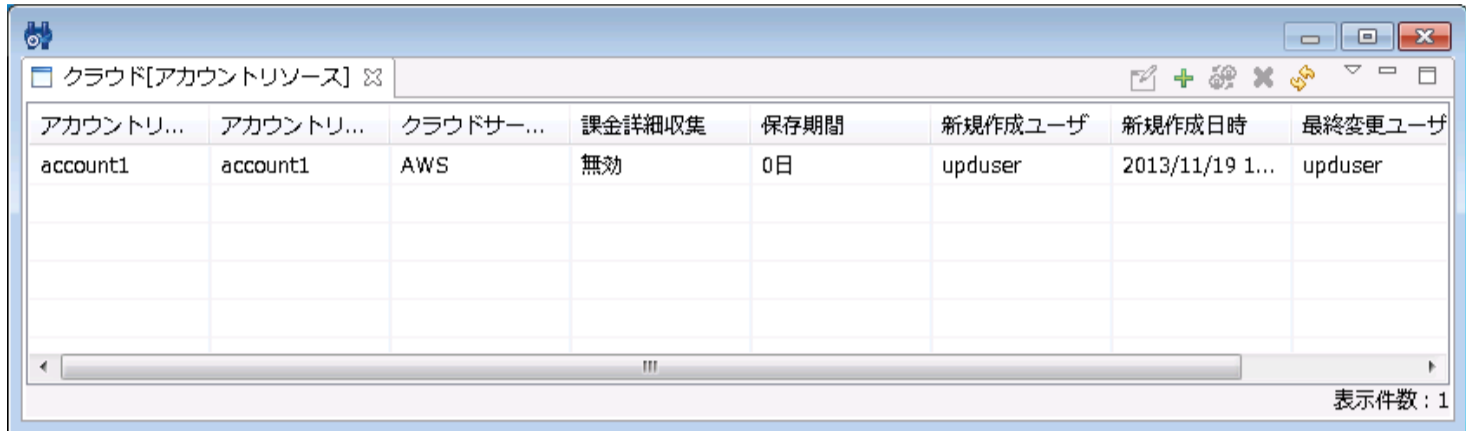 クラウド[アカウントリソース]
アカウントリ... アカウントリ... クラウドサー... 課金詳細収集 保存期間 新規作成ユーザ 新規作成日時 最終変更ユーザ
account1 account1 AWS 無効 0日 upduser 2013/11/19 1... upduser
表示件数:1